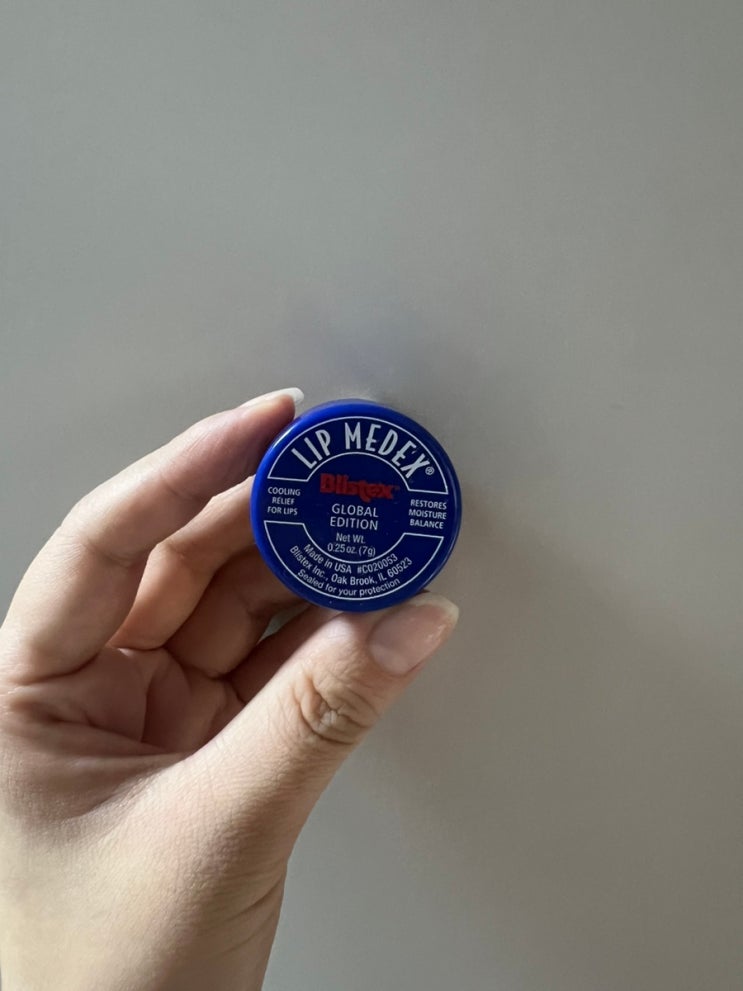 LIP MEDEX®
Blistex™
COOLING
RELIEF
FOR LIPS
GLOBAL
EDITION
RESTORES
MOISTURE
BALANCE
Net Wt.
0.25 oz. (7g)
Made in USA #C020053
Blistex Inc., Oak Brook, IL 60523
Sealed for your protection